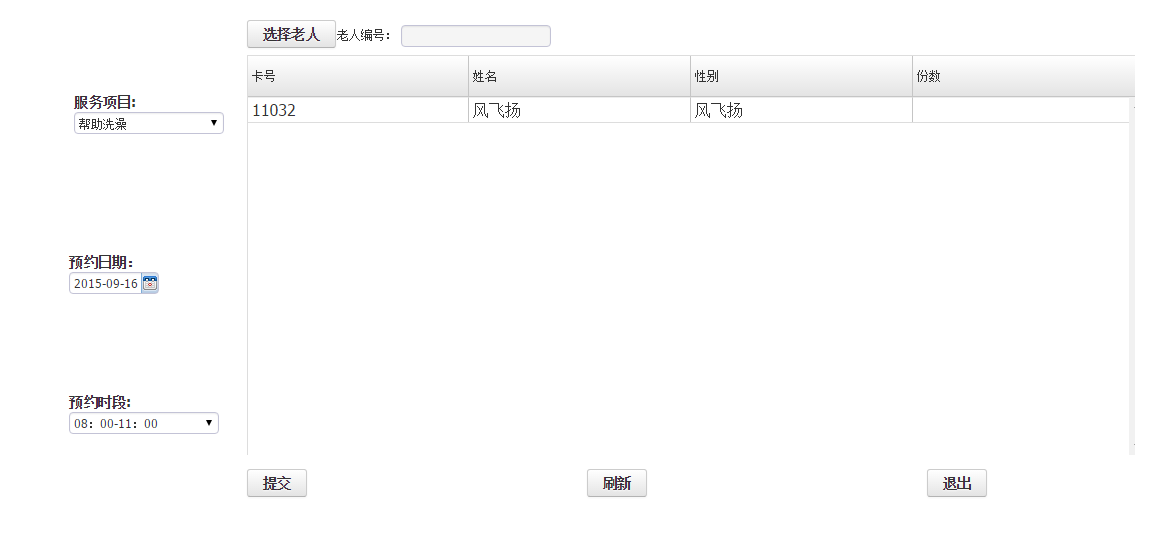 选择老人 老人编号：
卡号 姓名 性别 份数
11032 风飞扬 风飞扬
服务项目:
帮助洗澡
预约日期：
2015-09-16
预约时段:
08：00-11：00
提交 刷新 退出